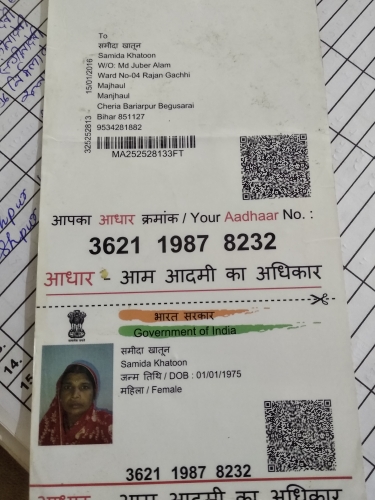 To
समीदा खातून
Samida Khatoon
W/O: Md Juber Alam
Ward No-04 Rajan Gachhi
Majhaul
Manjhaul
Cheria Bariarpur Begusarai
Bihar 851127
9534281882
15/01/2016
MA252528133FT
आपका आधार क्रमांक / Your Aadhaar No. :
3621 1987 8232
आधार - आम आदमी का अधिकार
भारत सरकार
Government of India
समीदा खातून
Samida Khatoon
जन्म तिथि / DOB : 01/01/1975
महिला / Female
3621 1987 8232
आधार - आम आदमी का अधिकार